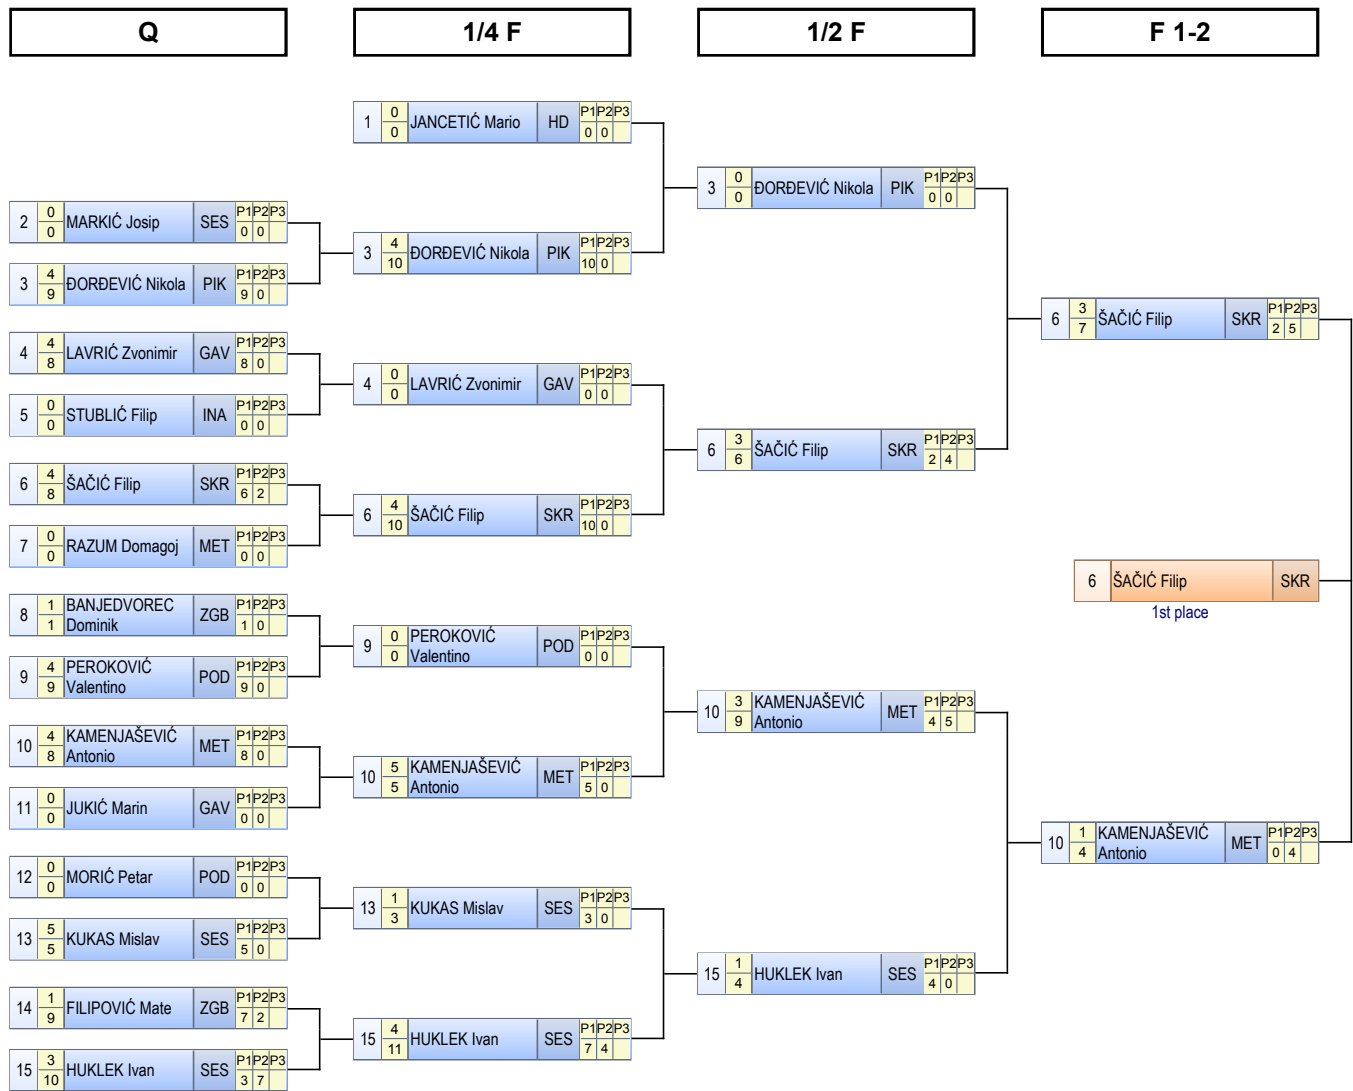 Q
1/4 F
1/2 F
F 1-2
1 0 0 JANCETIĆ Mario HD P1 P2 P3 0 0
3 0 0 ĐORĐEVIĆ Nikola PIK P1 P2 P3 0 0
2 0 0 MARKIĆ Josip SES P1 P2 P3 0 0
3 4 10 ĐORĐEVIĆ Nikola PIK P1 P2 P3 10 0
3 4 9 ĐORĐEVIĆ Nikola PIK P1 P2 P3 9 0
6 3 7 ŠAČIĆ Filip SKR P1 P2 P3 2 5
4 4 8 LAVRIĆ Zvonimir GAV P1 P2 P3 8 0
4 0 0 LAVRIĆ Zvonimir GAV P1 P2 P3 0 0
5 0 0 STUBLIĆ Filip INA P1 P2 P3 0 0
6 3 6 ŠAČIĆ Filip SKR P1 P2 P3 2 4
6 4 8 ŠAČIĆ Filip SKR P1 P2 P3 6 2
6 4 10 ŠAČIĆ Filip SKR P1 P2 P3 10 0
7 0 0 RAZUM Domagoj MET P1 P2 P3 0 0
6 ŠAČIĆ Filip SKR
1st place
8 1 1 BANJEDVOREC Dominik ZGB P1 P2 P3 1 0
9 0 0 PEROKOVIĆ Valentino POD P1 P2 P3 0 0
9 4 9 PEROKOVIĆ Valentino POD P1 P2 P3 9 0
10 3 9 KAMENJAŠEVIĆ Antonio MET P1 P2 P3 4 5
10 4 8 KAMENJAŠEVIĆ Antonio MET P1 P2 P3 8 0
10 5 5 KAMENJAŠEVIĆ Antonio MET P1 P2 P3 5 0
11 0 0 JUKIĆ Marin GAV P1 P2 P3 0 0
10 1 4 KAMENJAŠEVIĆ Antonio MET P1 P2 P3 0 4
12 0 0 MORIĆ Petar POD P1 P2 P3 0 0
13 1 3 KUKAS Mislav SES P1 P2 P3 3 0
13 5 5 KUKAS Mislav SES P1 P2 P3 5 0
15 1 4 HUKLEK Ivan SES P1 P2 P3 4 0
14 1 9 FILIPOVIĆ Mate ZGB P1 P2 P3 7 2
15 4 11 HUKLEK Ivan SES P1 P2 P3 7 4
15 3 10 HUKLEK Ivan SES P1 P2 P3 3 7